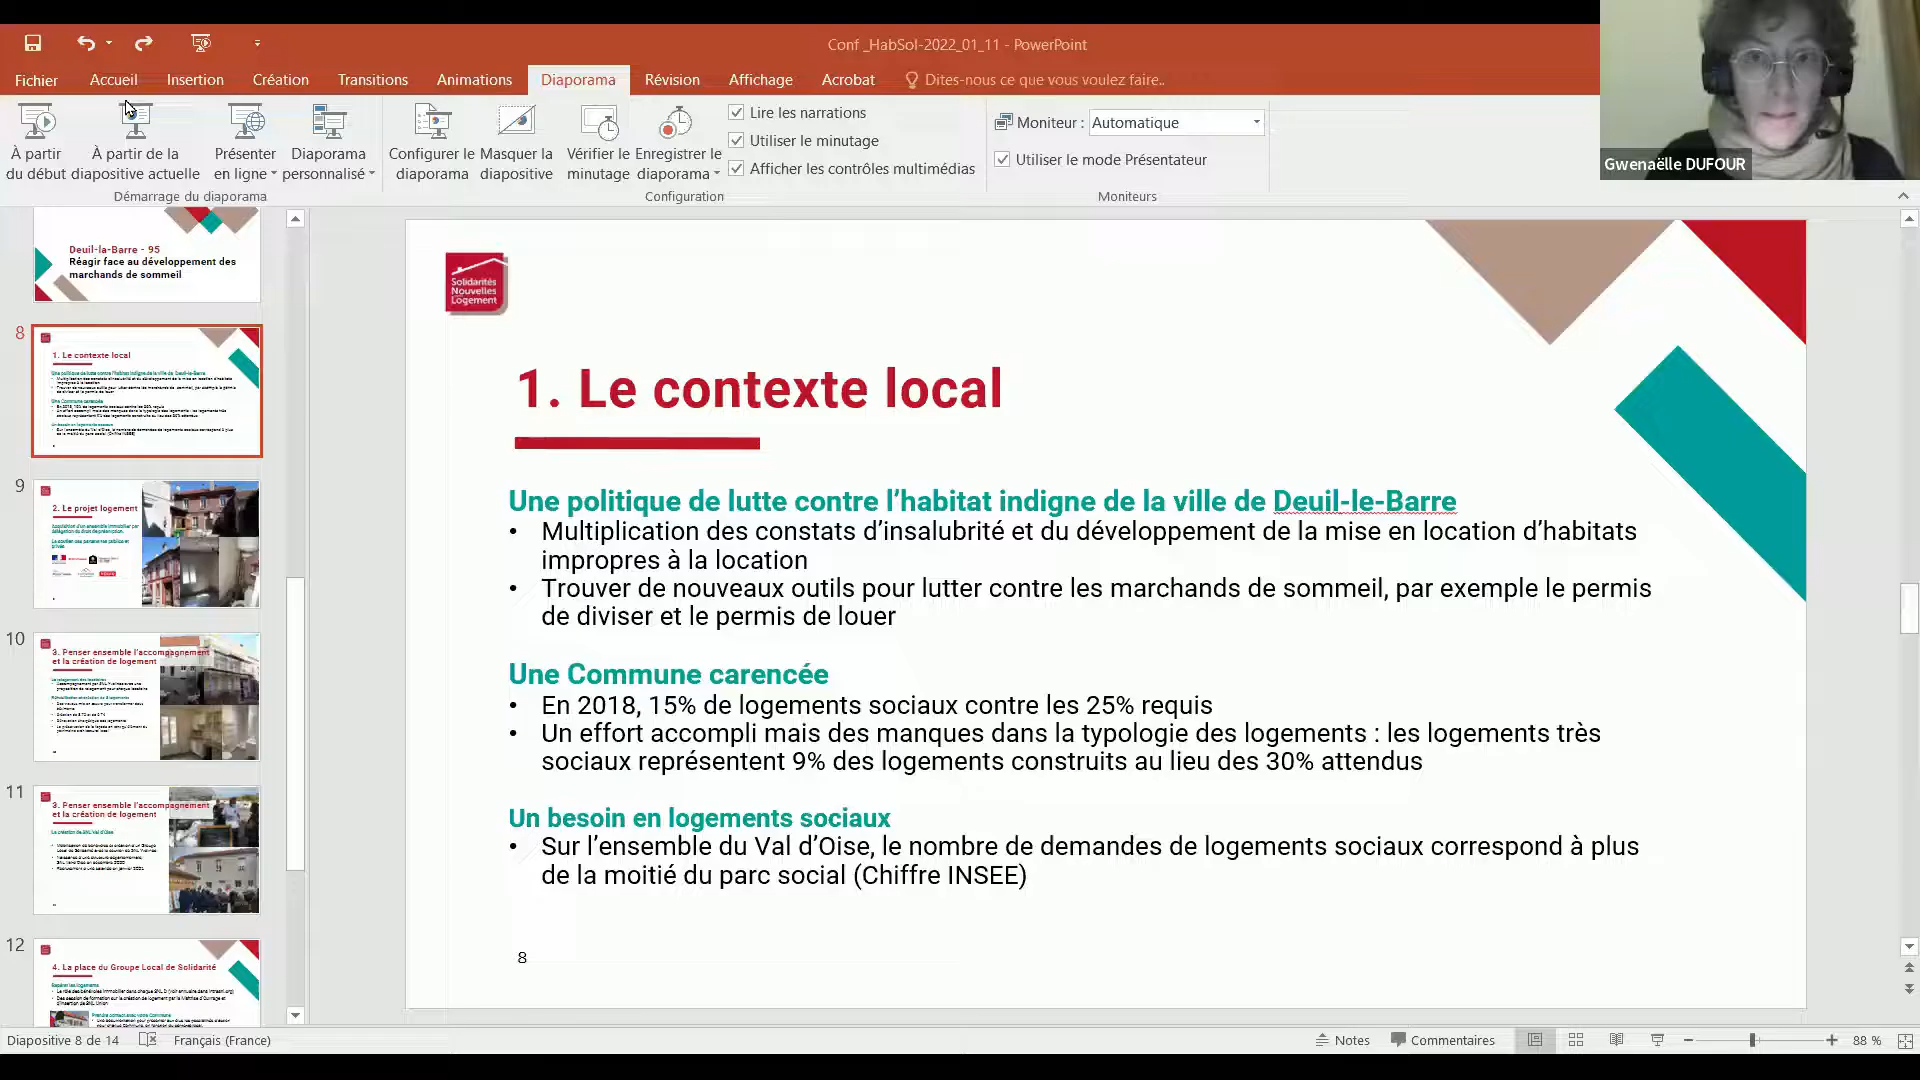 Conf _HabSol-2022_01_11 - PowerPoint
Fichier Accueil Insertion Création Transitions Animations Diaporama Révision Affichage Acrobat Dites-nous ce que vous voulez faire..
À partir du début
À partir de la diapositive actuelle
Présenter en ligne
Diaporama personnalisé
Configurer le diaporama
Masquer la diapositive
Vérifier le minutage
Enregistrer le diaporama
Lire les narrations
Utiliser le minutage
Afficher les contrôles multimédias
Moniteur : Automatique
Utiliser le mode Présentateur
Démarrage du diaporama
Configuration
Moniteurs
Gwenaëlle DUFOUR
Deuil-la-Barre - 95
Réagir face au développement des
marchands de sommeil
8
1. Le contexte local
9
2. Le projet logement
10
3. Penser ensemble l'accompagnement
et la création de logement
11
3. Penser ensemble l'accompagnement
et la création de logement
12
4. La place du Groupe Local de Solidarité
Solidarités
Nouvelles
Logement
1. Le contexte local
Une politique de lutte contre l’habitat indigne de la ville de Deuil-le-Barre
• Multiplication des constats d’insalubrité et du développement de la mise en location d’habitats
impropres à la location
• Trouver de nouveaux outils pour lutter contre les marchands de sommeil, par exemple le permis
de diviser et le permis de louer
Une Commune carencée
• En 2018, 15% de logements sociaux contre les 25% requis
• Un effort accompli mais des manques dans la typologie des logements : les logements très
sociaux représentent 9% des logements construits au lieu des 30% attendus
Un besoin en logements sociaux
• Sur l’ensemble du Val d’Oise, le nombre de demandes de logements sociaux correspond à plus
de la moitié du parc social (Chiffre INSEE)
8
Diapositive 8 de 14 Français (France) Notes Commentaires 88 %